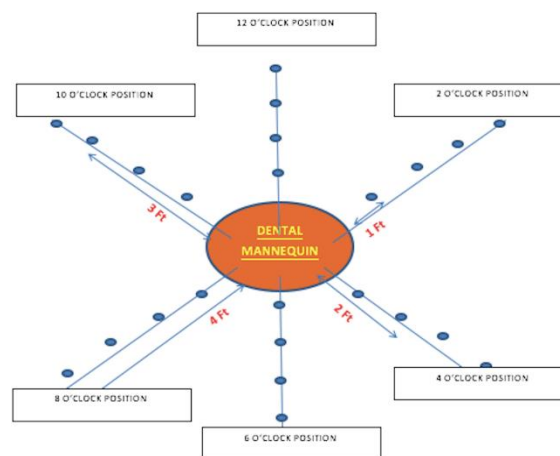 12 O'CLOCK POSITION
10 O'CLOCK POSITION
2 O'CLOCK POSITION
3 Ft
1 Ft
DENTAL
MANNEQUIN
4 Ft
2 Ft
8 O'CLOCK POSITION
4 O'CLOCK POSITION
6 O'CLOCK POSITION